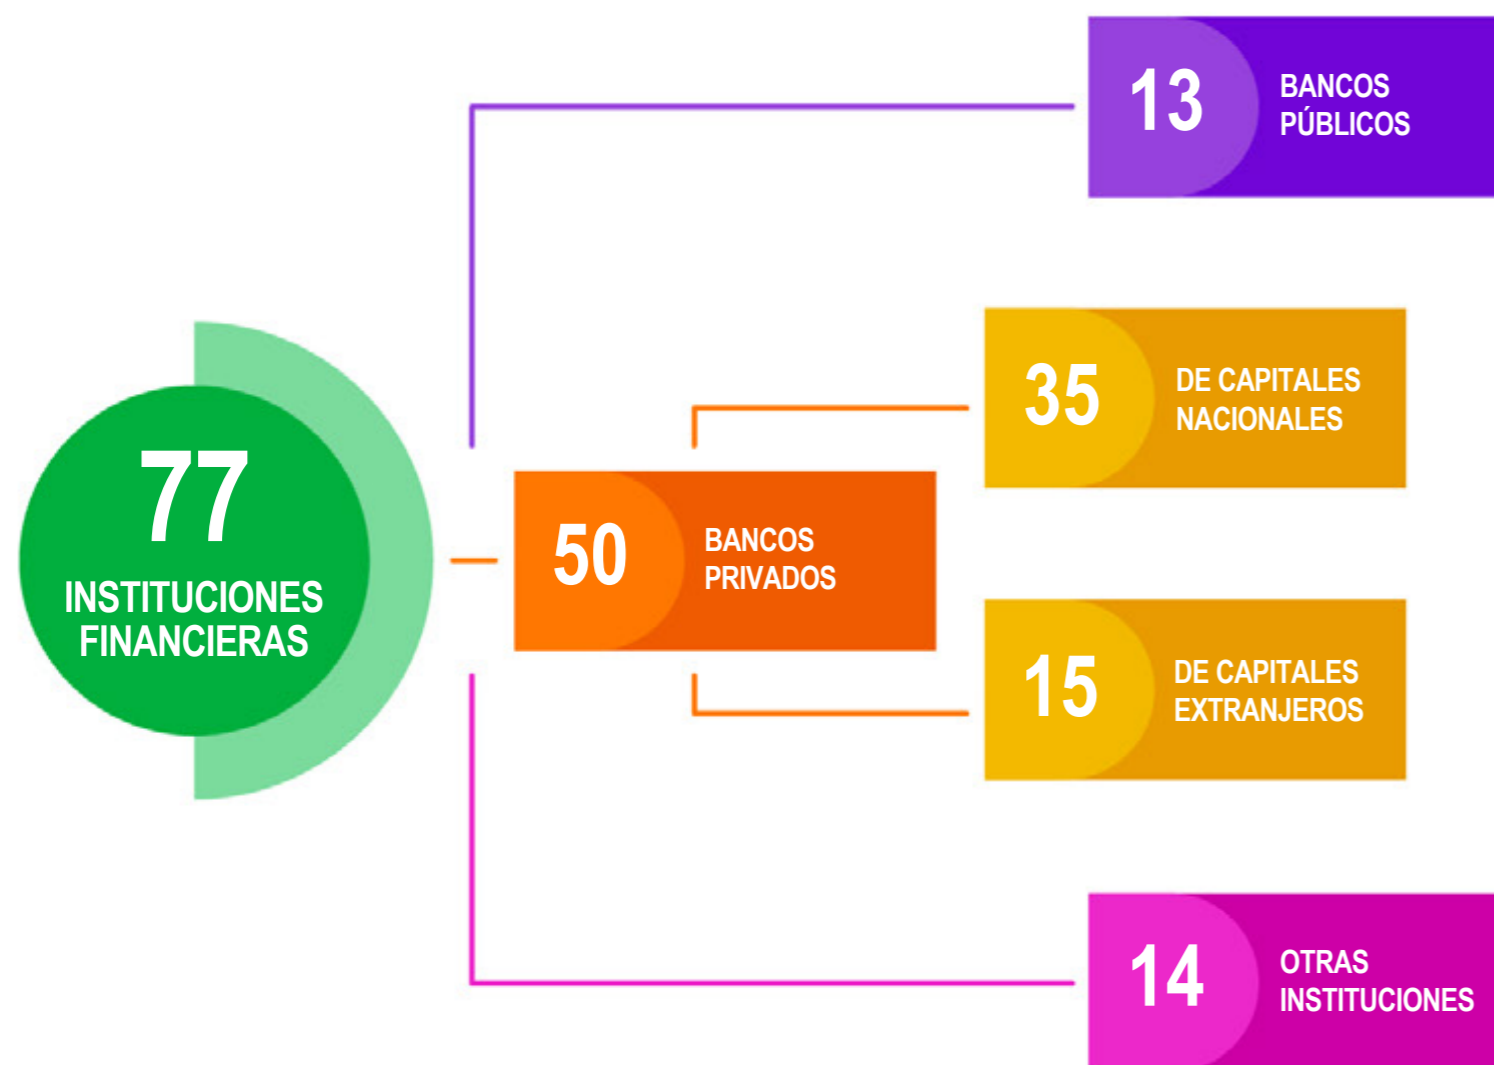 77
INSTITUCIONES
FINANCIERAS
13
BANCOS
PÚBLICOS
50
BANCOS
PRIVADOS
35
DE CAPITALES
NACIONALES
15
DE CAPITALES
EXTRANJEROS
14
OTRAS
INSTITUCIONES